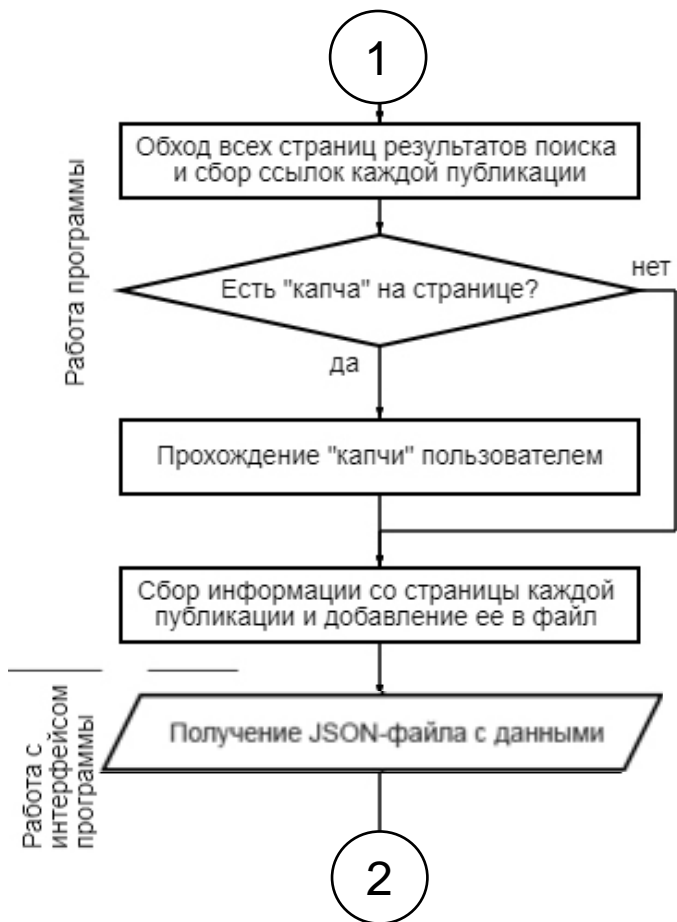 1
Работа программы
Обход всех страниц результатов поиска
и сбор ссылок каждой публикации
Есть "капча" на странице?
нет
да
Прохождение "капчи" пользователем
Сбор информации со страницы каждой
публикации и добавление ее в файл
Работа с
интерфейсом
программы
Получение JSON-файла с данными
2